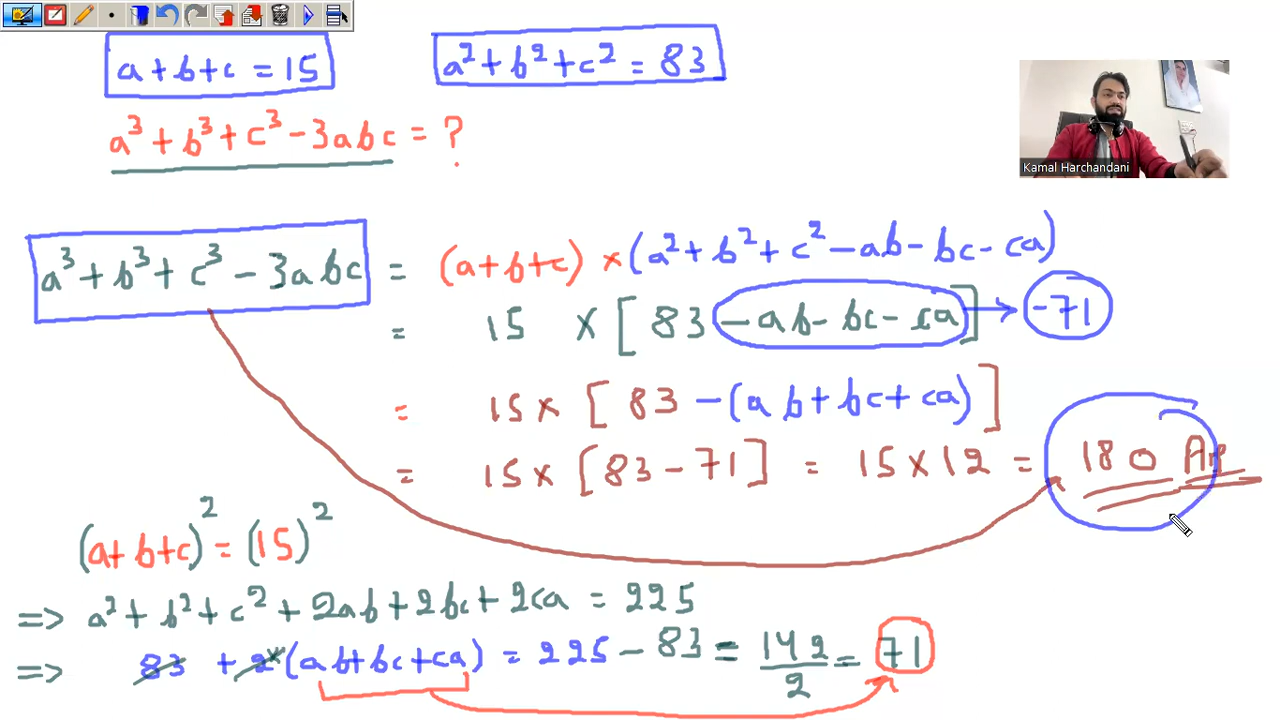 a+b+c = 15
a² + b² + c² = 83
a³ + b³ + c³ - 3abc = ?
Kamal Harchandani
a³ + b³ + c³ - 3abc = (a+b+c) × (a² + b² + c² - ab - bc - ca)
= 15 × [83 - ab - bc - ca] → -71
= 15 × [83 - (ab + bc + ca)]
= 15 × [83 - 71] = 15 × 12 = 180
(a+b+c)² = (15)²
=> a² + b² + c² + 2ab + 2bc + 2ca = 225
=> 83 + 2×(ab+bc+ca) = 225 - 83 = 142/2 = 71